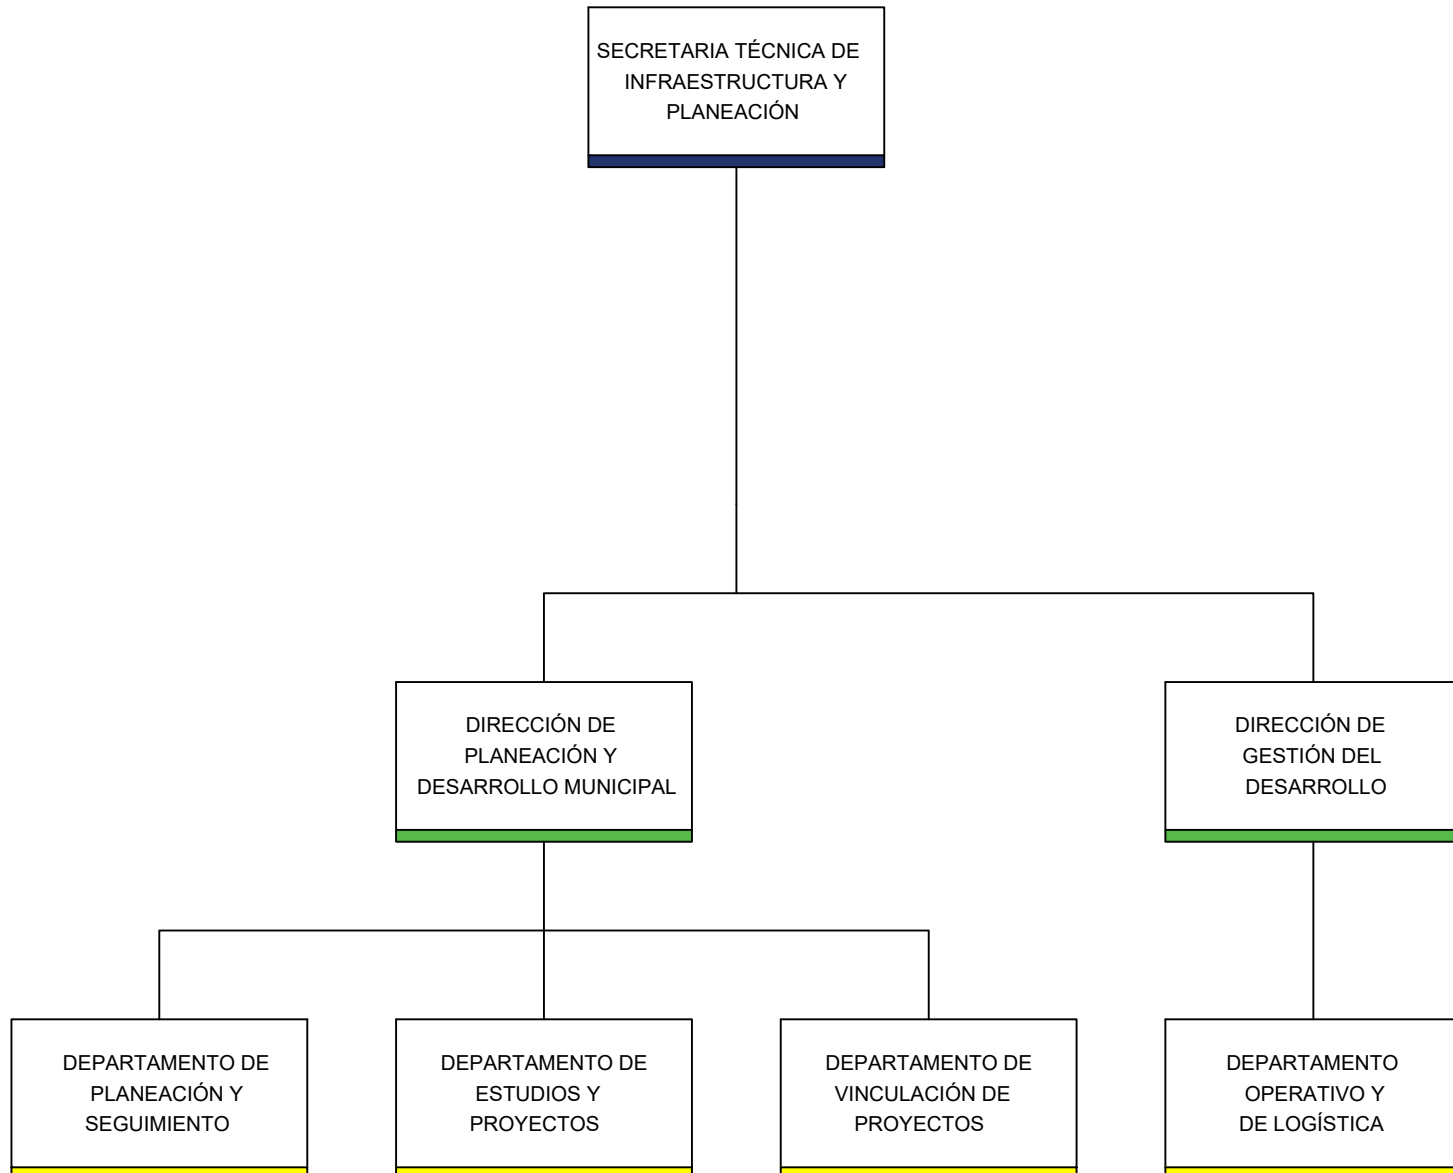 SECRETARIA TÉCNICA DE
INFRAESTRUCTURA Y
PLANEACIÓN
DIRECCIÓN DE
PLANEACIÓN Y
DESARROLLO MUNICIPAL
DIRECCIÓN DE
GESTIÓN DEL
DESARROLLO
DEPARTAMENTO DE
PLANEACIÓN Y
SEGUIMIENTO
DEPARTAMENTO DE
ESTUDIOS Y
PROYECTOS
DEPARTAMENTO DE
VINCULACIÓN DE
PROYECTOS
DEPARTAMENTO
OPERATIVO Y
DE LOGÍSTICA